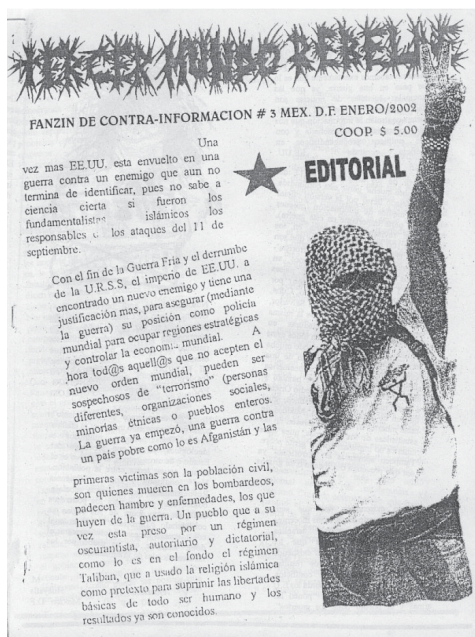 TERCER MUNDO REBELDE
FANZIN DE CONTRA-INFORMACION # 3 MEX. D.F. ENERO/2002
COOP. $ 5.00
EDITORIAL
Una
vez mas EE.UU. esta envuelto en una
guerra contra un enemigo que aun no
termina de identificar, pues no sabe a
ciencia cierta si fueron los
fundamentalistas islámicos los
responsables los ataques del 11 de
septiembre.
Con el fin de la Guerra Fria y el derrumbe
de la U.R.S.S, el imperio de EE.UU. a
encontrado un nuevo enemigo y tiene una
justificación mas, para asegurar (mediante
la guerra) su posición como policía
mundial para ocupar regiones estratégicas
y controlar la economía mundial. A
hora tod@s aquell@s que no acepten el
nuevo orden mundial, pueden ser
sospechosos de "terrorismo" (personas
diferentes, organizaciones sociales,
minorías étnicas o pueblos enteros.
La guerra ya empezó, una guerra contra
un país pobre como lo es Afganistán y las
primeras victimas son la población civil,
son quienes mueren en los bombardeos,
padecen hambre y enfermedades, los que
huyen de la guerra. Un pueblo que a su
vez esta preso por un régimen
oscurantista, autoritario y dictatorial,
como lo es en el fondo el régimen
Taliban, que a usado la religión islámica
como pretexto para suprimir las libertades
básicas de todo ser humano y los
resultados ya son conocidos.